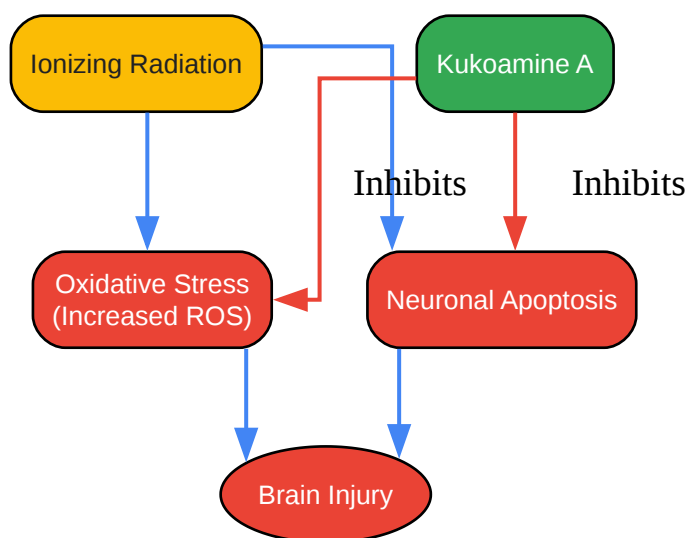 Ionizing Radiation
Kukoamine A
Inhibits
Inhibits
Oxidative Stress
(Increased ROS)
Neuronal Apoptosis
Brain Injury